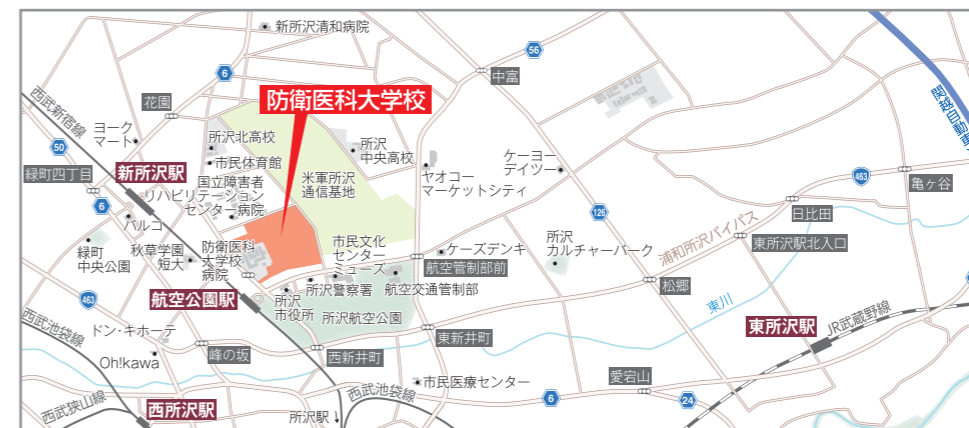 新所沢清和病院
6
56
中富
関越自動車
西武新宿線
花園
防衛医科大学校
ヨーク
マート
所沢北高校
所沢
中央高校
ケーヨー
デイツー
50
市民体育館
緑町四丁目
新所沢駅
国立障害者
リハビリテーション
センター病院
米軍所沢
通信基地
ヤオコー
マーケットシティ
463
亀ヶ谷
6
パルコ
126
日比田
浦和所沢バイパス
東所沢駅北入口
緑町
中央公園
秋草学園
短大
防衛医科
大学校
病院
市民文化
センター
ミューズ
ケーズデンキ
所沢
カルチャーパーク
航空管制部前
松郷
463
航空公園駅
所沢
市役所
所沢警察署
航空交通管制部
東川
西武池袋線
ドン・キホーテ
所沢航空公園
東所沢駅
JR武蔵野線
Oh!kawa
峰の坂
西新井町
東新井町
市民医療センター
愛宕山
西武狭山線
西所沢駅
所沢駅↓
西武池袋線
6
24